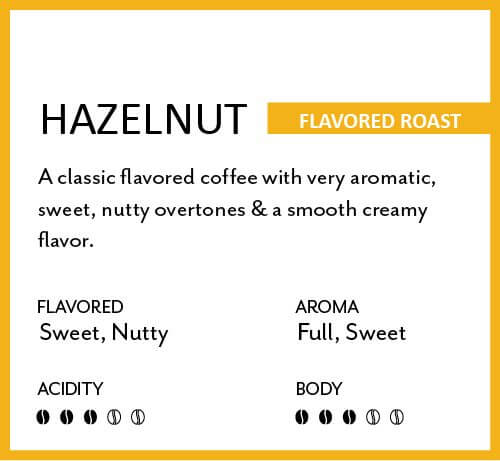 HAZELNUT FLAVORED ROAST
A classic flavored coffee with very aromatic,
sweet, nutty overtones & a smooth creamy
flavor.
FLAVORED AROMA
Sweet, Nutty Full, Sweet
ACIDITY BODY